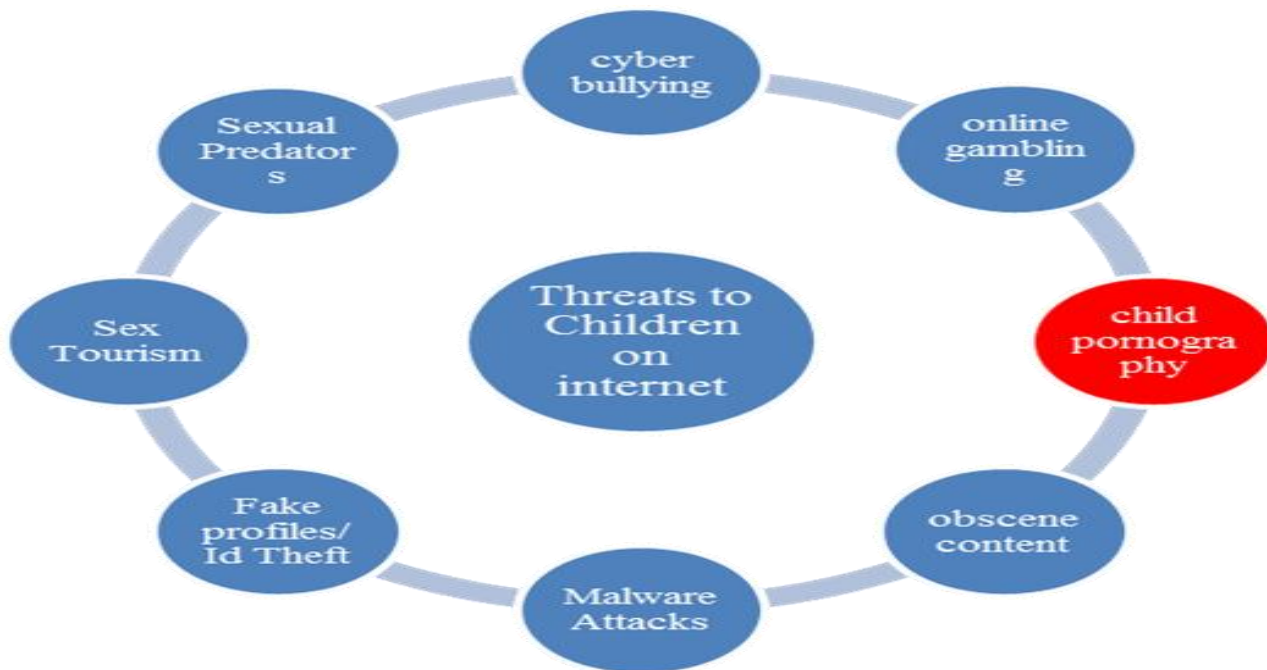 cyber
bullying
online
gamblin
g
child
pornogra
phy
obscene
content
Malware
Attacks
Fake
profiles/
Id Theft
Sex
Tourism
Sexual
Predator
s
Threats to
Children
on
internet